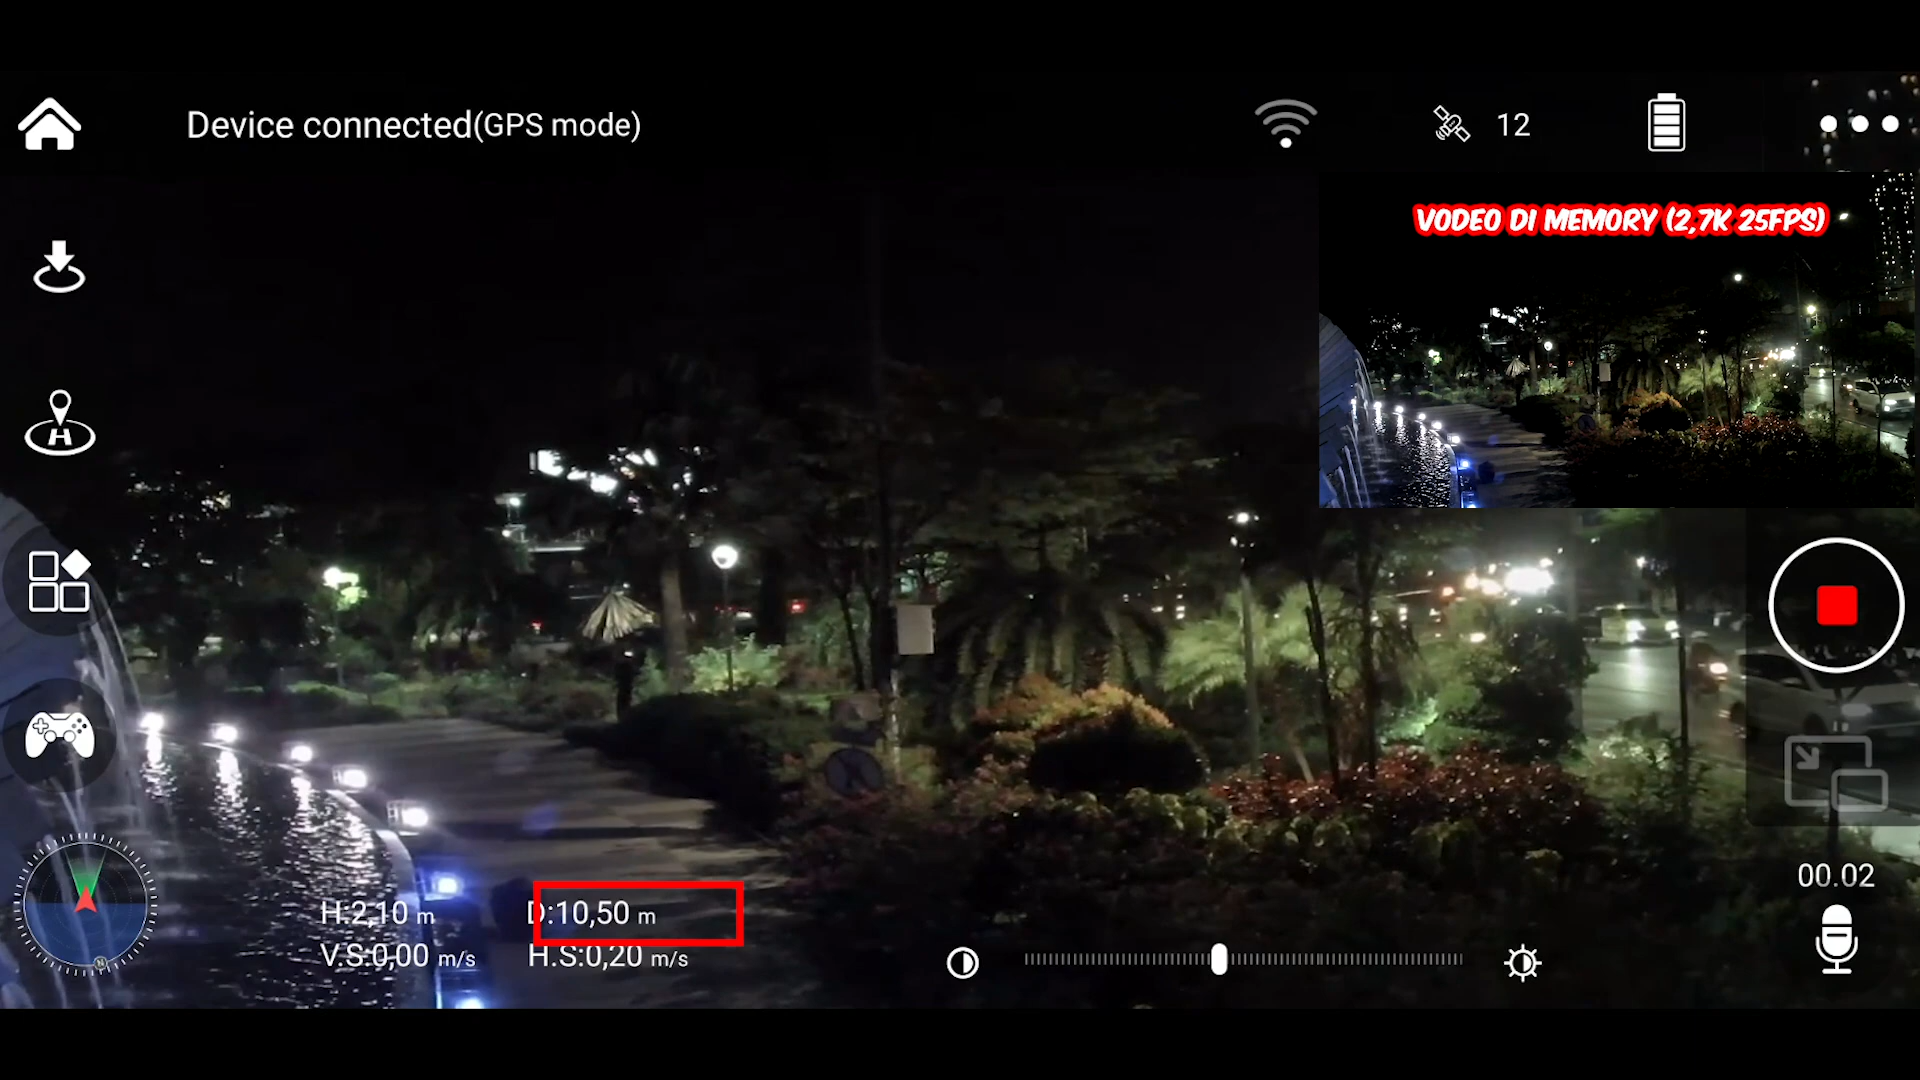 Device connected(GPS mode)
12
VODEO DI MEMORY (2,7K 25FPS)
H
00.02
H:2,10 m
D:10,50 m
V.S:0,00 m/s
H.S:0,20 m/s
N